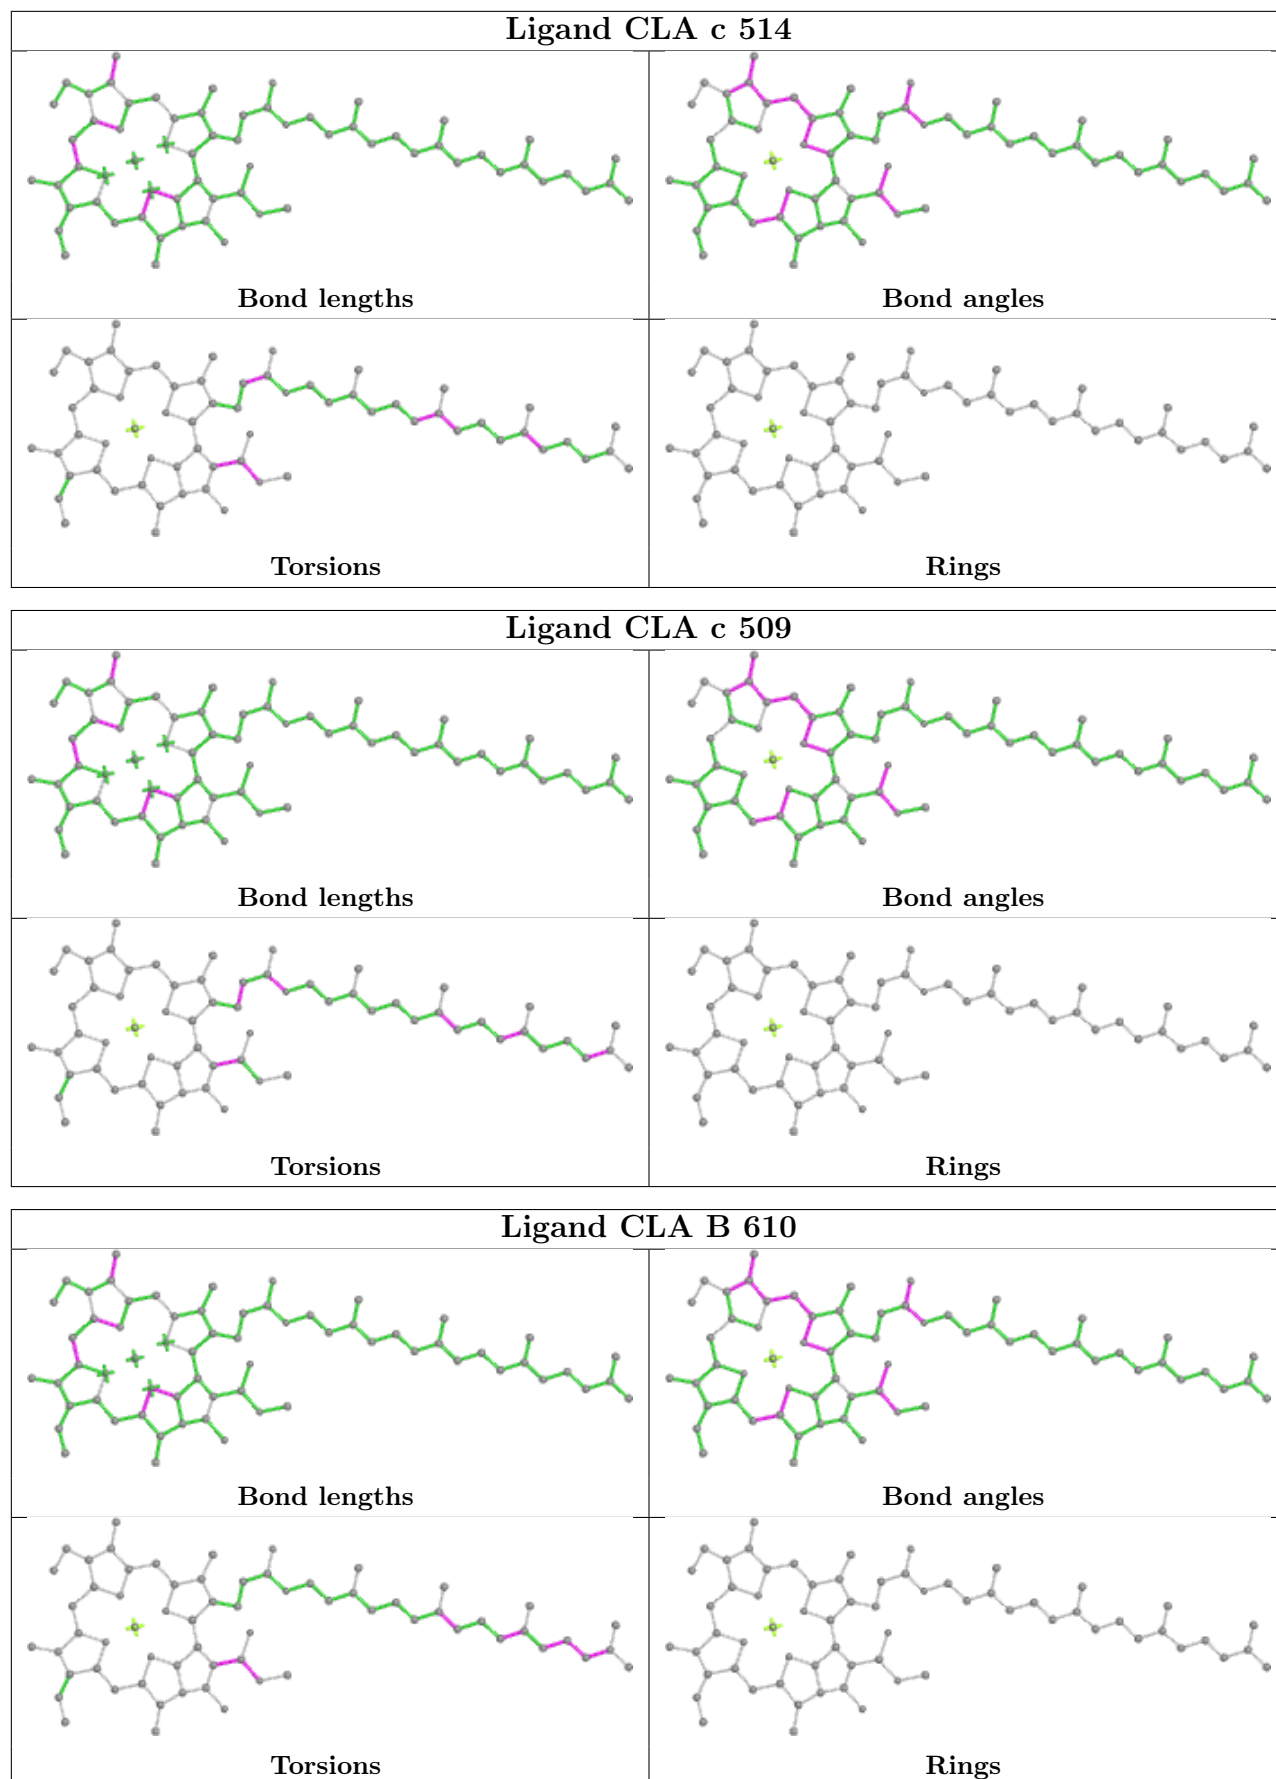 Ligand CLA c 514
Bond lengths
Bond angles
Torsions
Rings
Ligand CLA c 509
Bond lengths
Bond angles
Torsions
Rings
Ligand CLA B 610
Bond lengths
Bond angles
Torsions
Rings